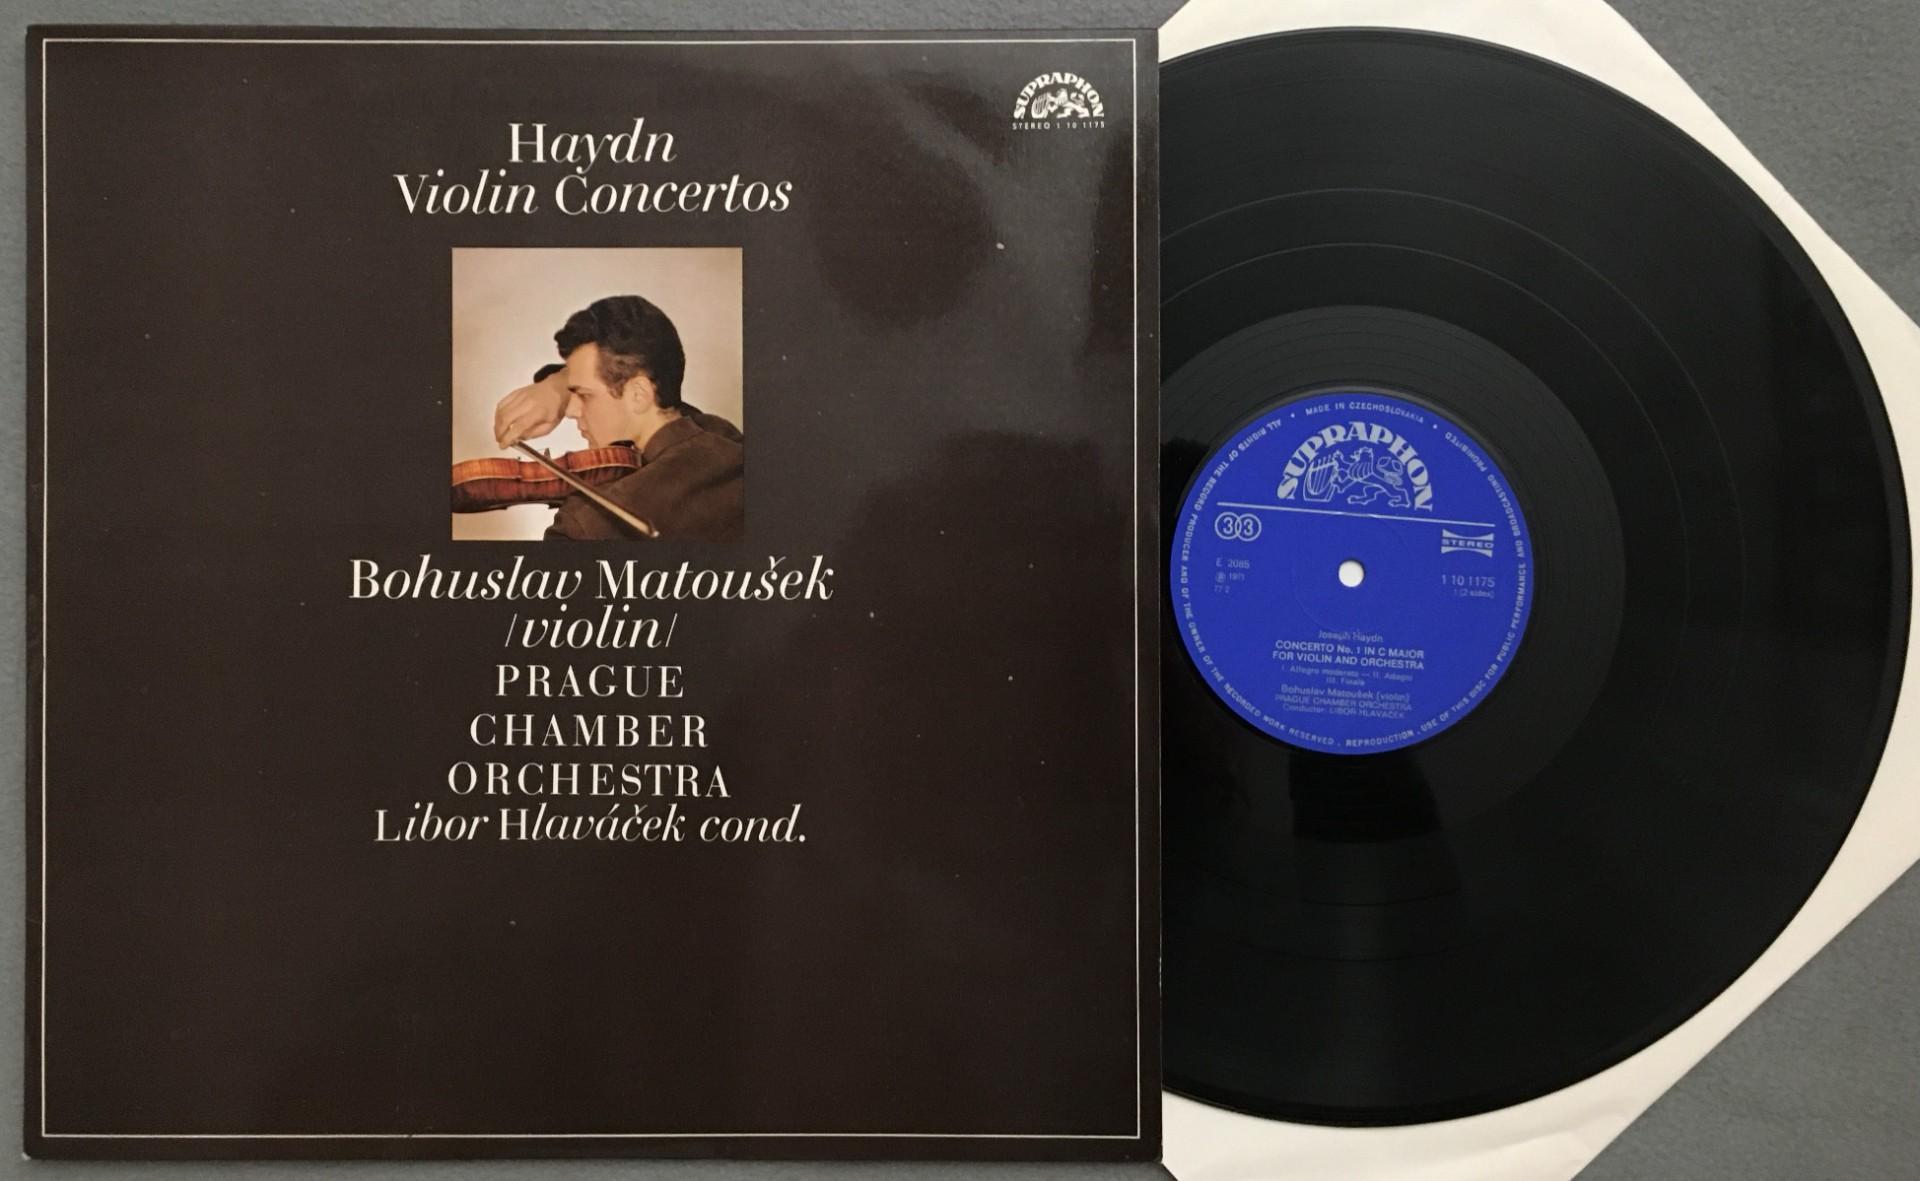 Haydn
Violin Concertos
Bohuslav Matoušek
/violin/
PRAGUE
CHAMBER
ORCHESTRA
Libor Hlaváček cond.
SUPRAPHON
STEREO 1 10 1175
MADE IN CZECHOSLOVAKIA
ALL RIGHTS OF THE RECORD PRODUCER AND OF THE OWNER OF THE RECORDED WORK RESERVED . REPRODUCTION . USE OF THIS DISC FOR PUBLIC PERFORMANCE AND BROADCASTING PROHIBITED
SUPRAPHON
33
STEREO
E 2085
℗ 1971
77 2
1 10 1175
1 (2 sides)
Joseph Haydn
CONCERTO No. 1 IN C MAJOR
FOR VIOLIN AND ORCHESTRA
I. Allegro moderato — II. Adagio
III. Finale
Bohuslav Matoušek (violin)
PRAGUE CHAMBER ORCHESTRA
Conductor: LIBOR HLAVÁČEK